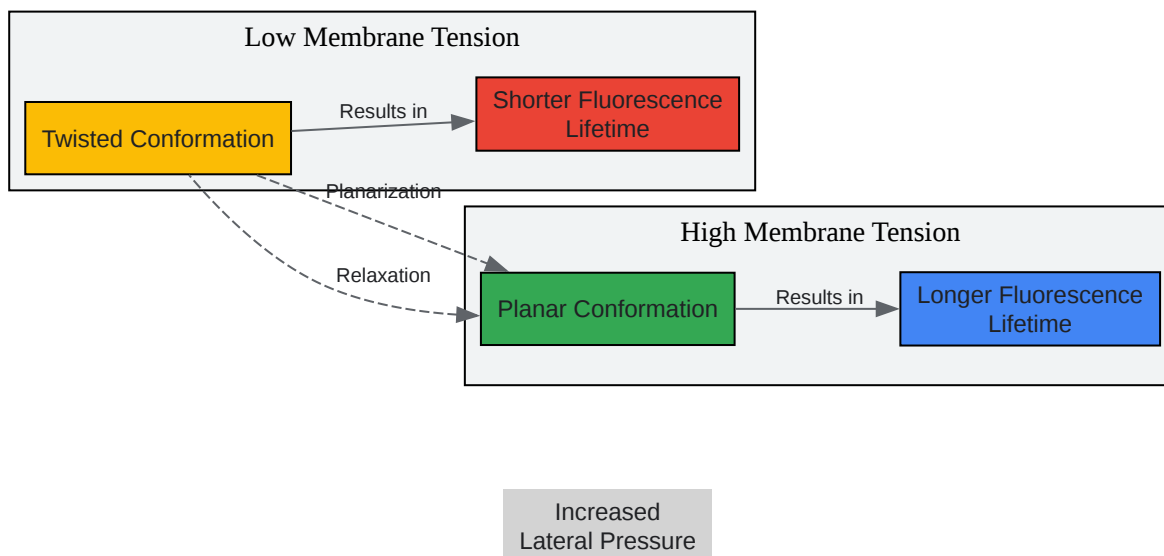 Low Membrane Tension
Twisted Conformation
Results in
Shorter Fluorescence
Lifetime
Planarization
Relaxation
High Membrane Tension
Planar Conformation
Results in
Longer Fluorescence
Lifetime
Increased
Lateral Pressure